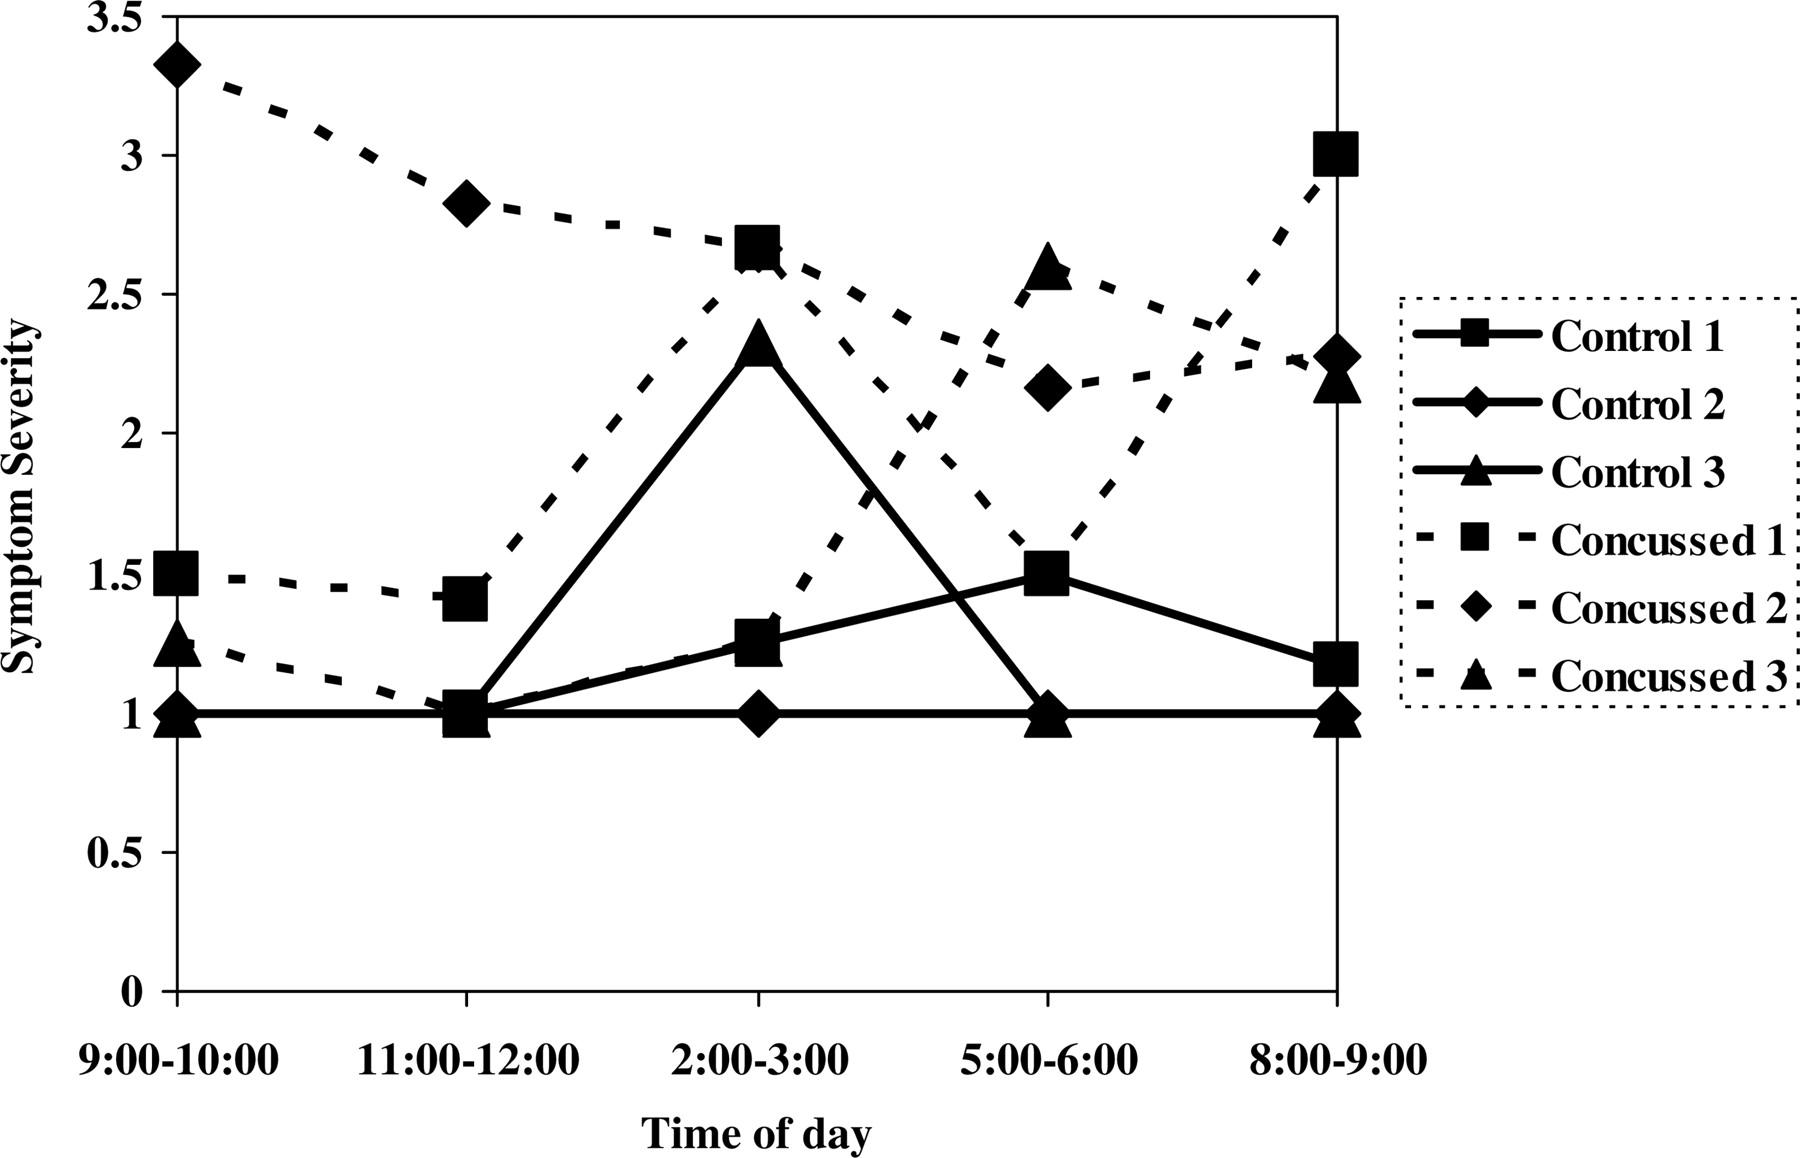 3.5
3
2.5
2
1.5
1
0.5
0
Symptom Severity
9:00-10:00 11:00-12:00 2:00-3:00 5:00-6:00 8:00-9:00
Time of day
Control 1
Control 2
Control 3
Concussed 1
Concussed 2
Concussed 3